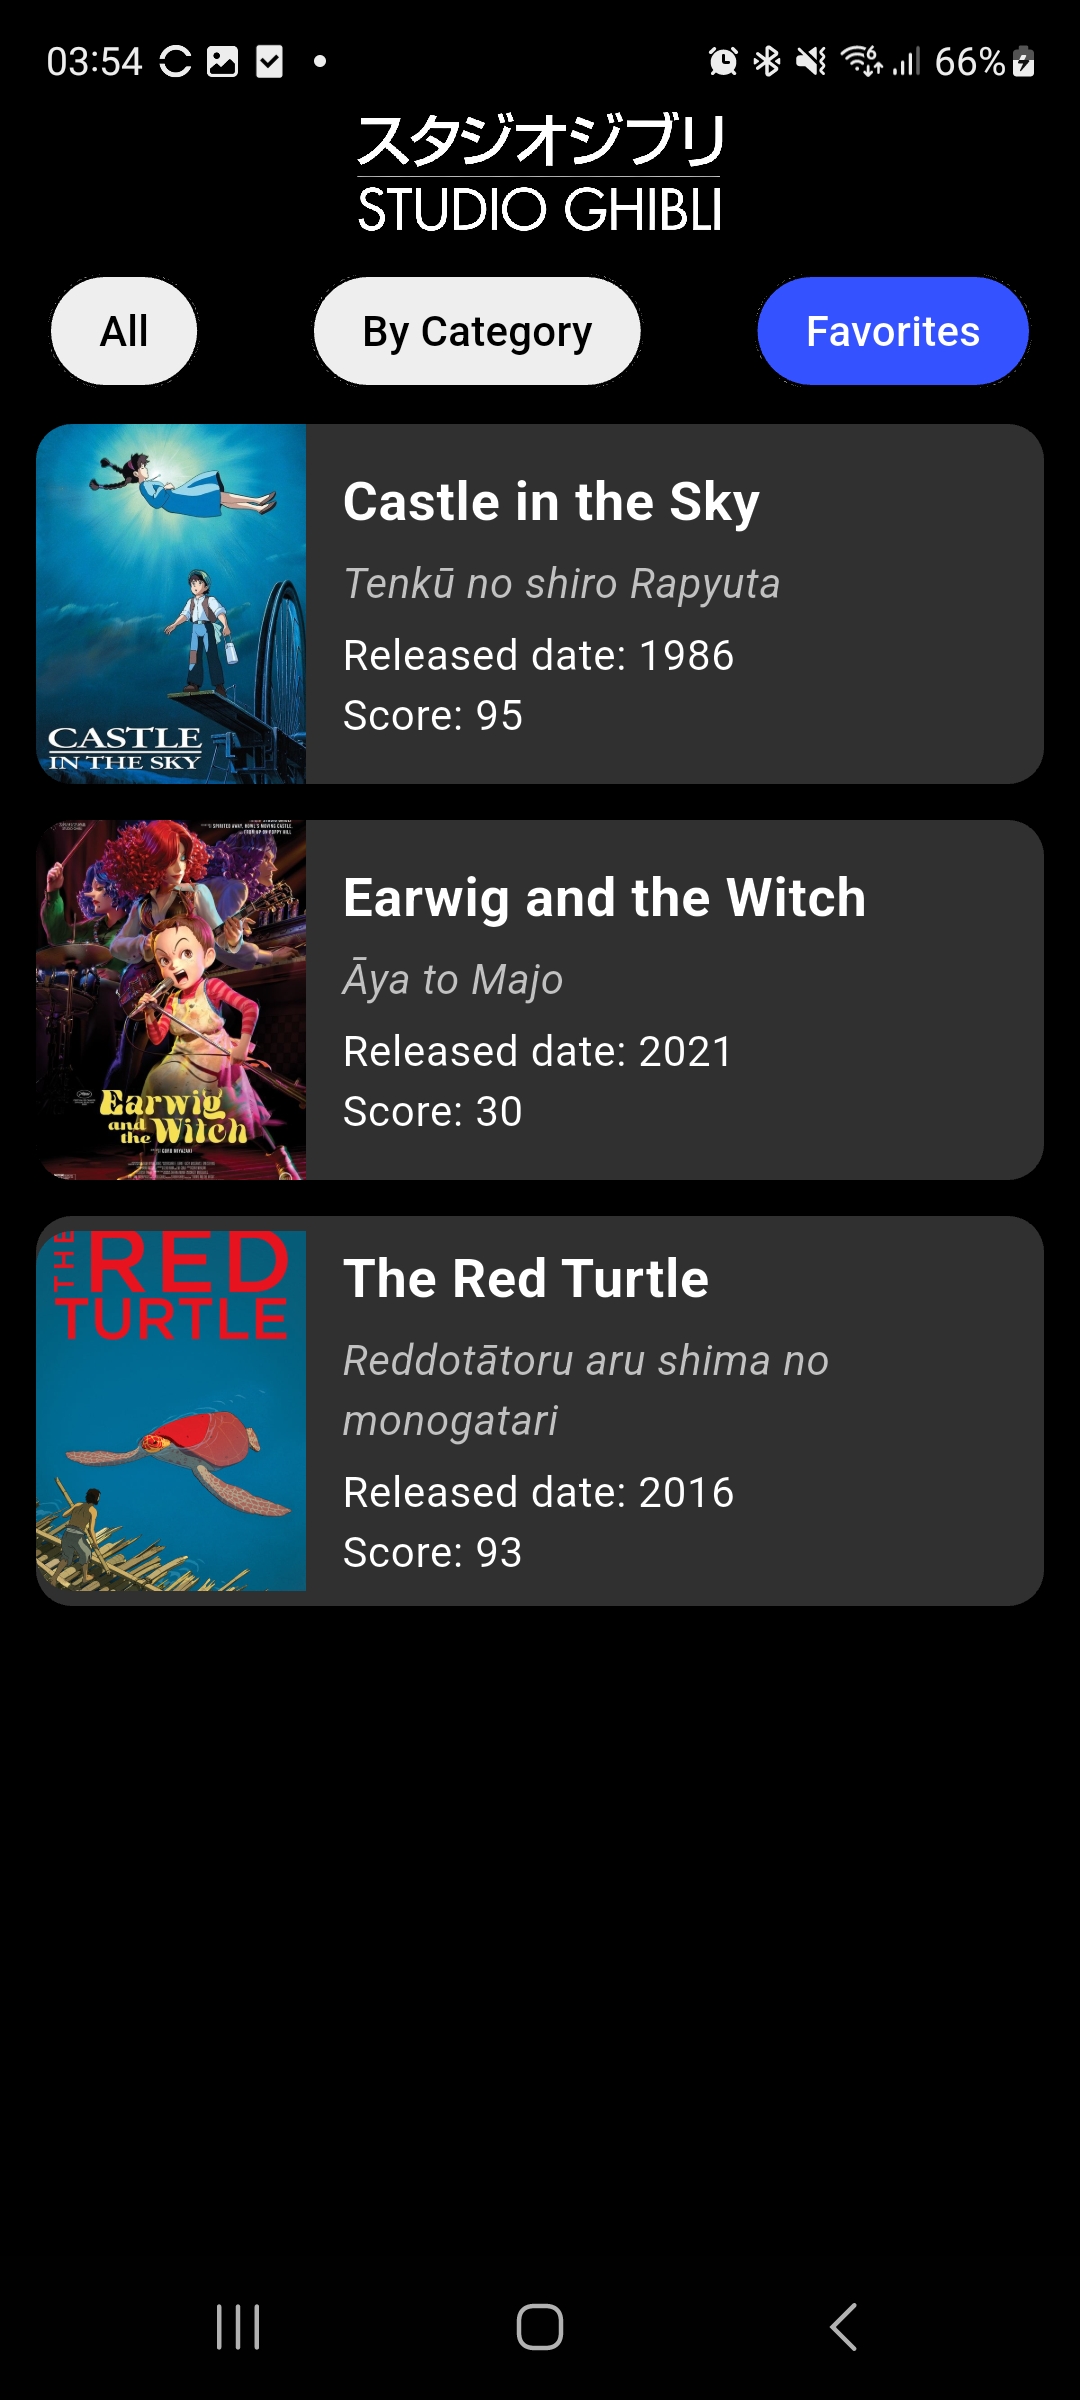 03:54
66%
スタジオジブリ
STUDIO GHIBLI
All
By Category
Favorites
CASTLE
IN THE SKY
Castle in the Sky
Tenkū no shiro Rapyuta
Released date: 1986
Score: 95
Earwig
and
the Witch
Earwig and the Witch
Āya to Majo
Released date: 2021
Score: 30
THE RED
TURTLE
The Red Turtle
Reddotātoru aru shima no
monogatari
Released date: 2016
Score: 93